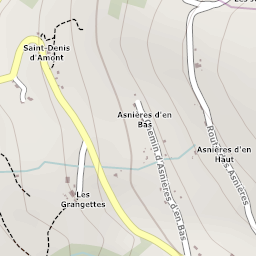 Saint-Denis
d'Amont
Asnières d'en
Bas
Chemin d'Asnières d'en Bas
Route des Asnières
Asnières d'en
Haut
Les
Grangettes